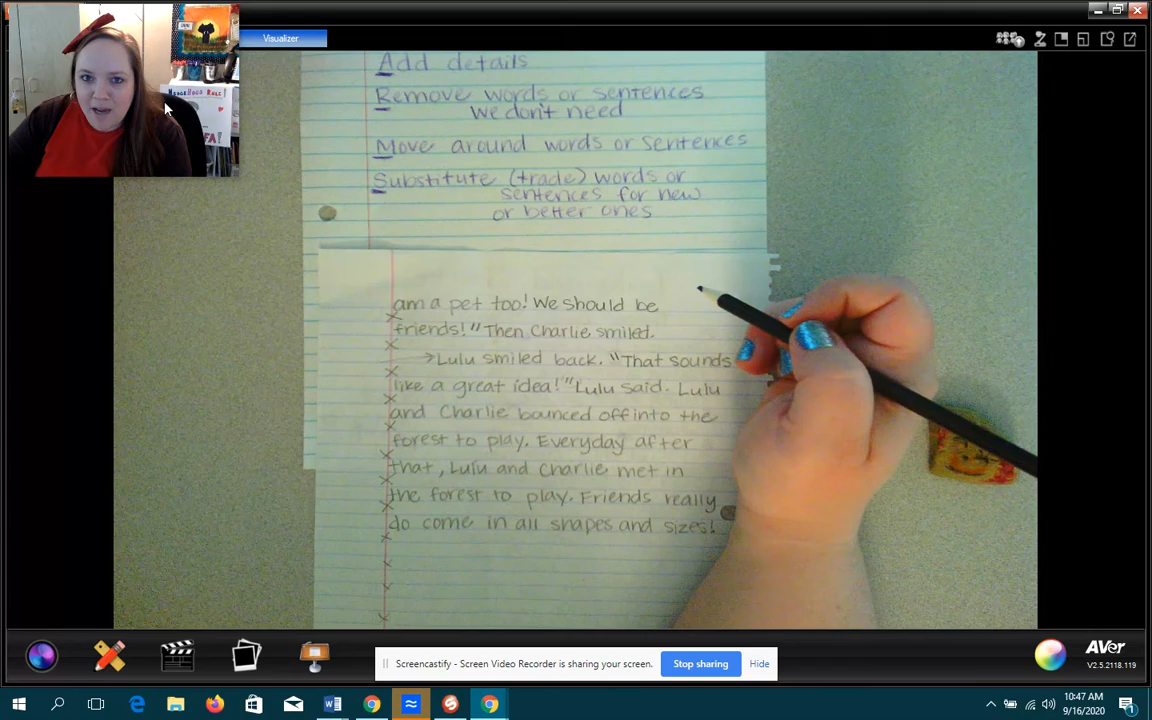 Visualizer
Add details
Remove words or sentences
we don't need
Move around words or sentences
Substitute (trade) words or
sentences for new
or better ones
am a pet too! We should be
friends!" Then Charlie smiled.
→Lulu smiled back. "That sounds
like a great idea!" Lulu said. Lulu
and Charlie bounced off into the
forest to play. Everyday after
that, Lulu and Charlie met in
the forest to play. Friends really
do come in all shapes and sizes!
Screencastify - Screen Video Recorder is sharing your screen.
Stop sharing
Hide
AVer
V2.5.2118.119
10:47 AM
9/16/2020